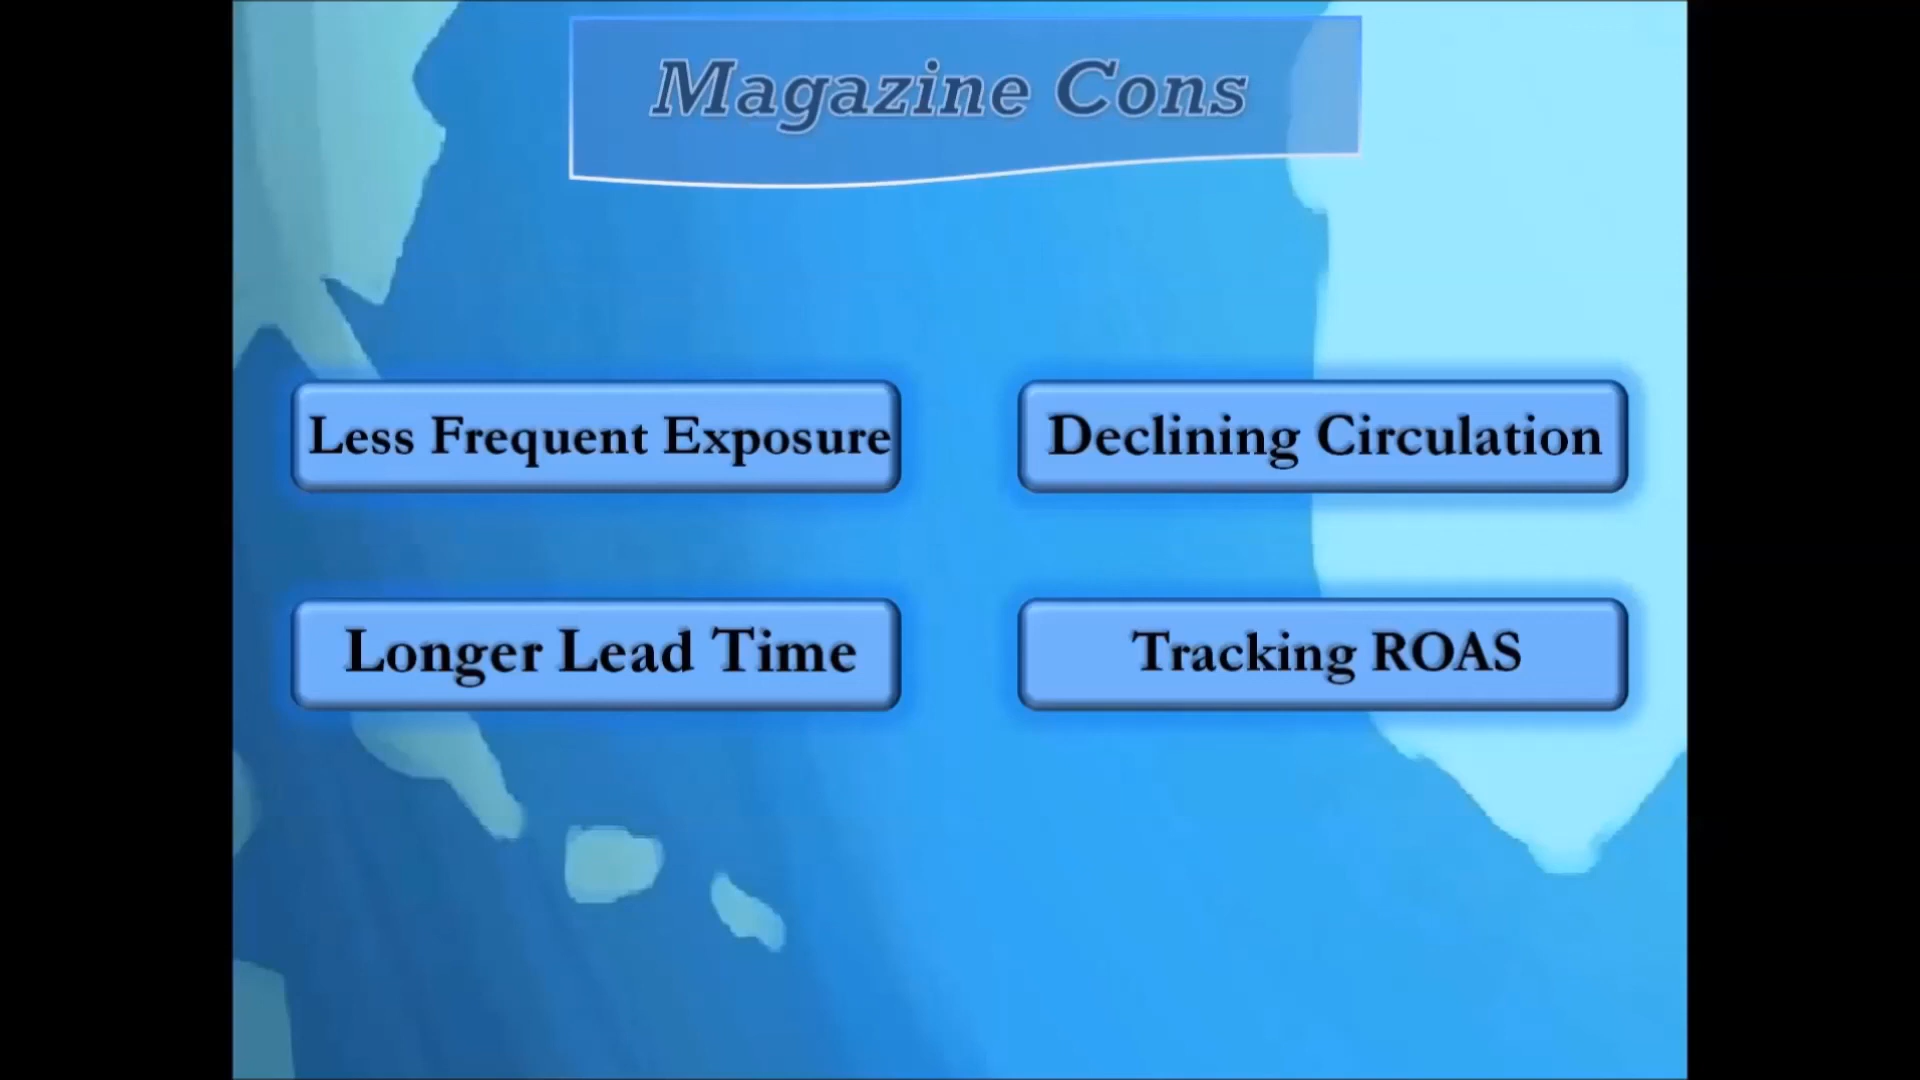 Magazine Cons
Less Frequent Exposure
Declining Circulation
Longer Lead Time
Tracking ROAS